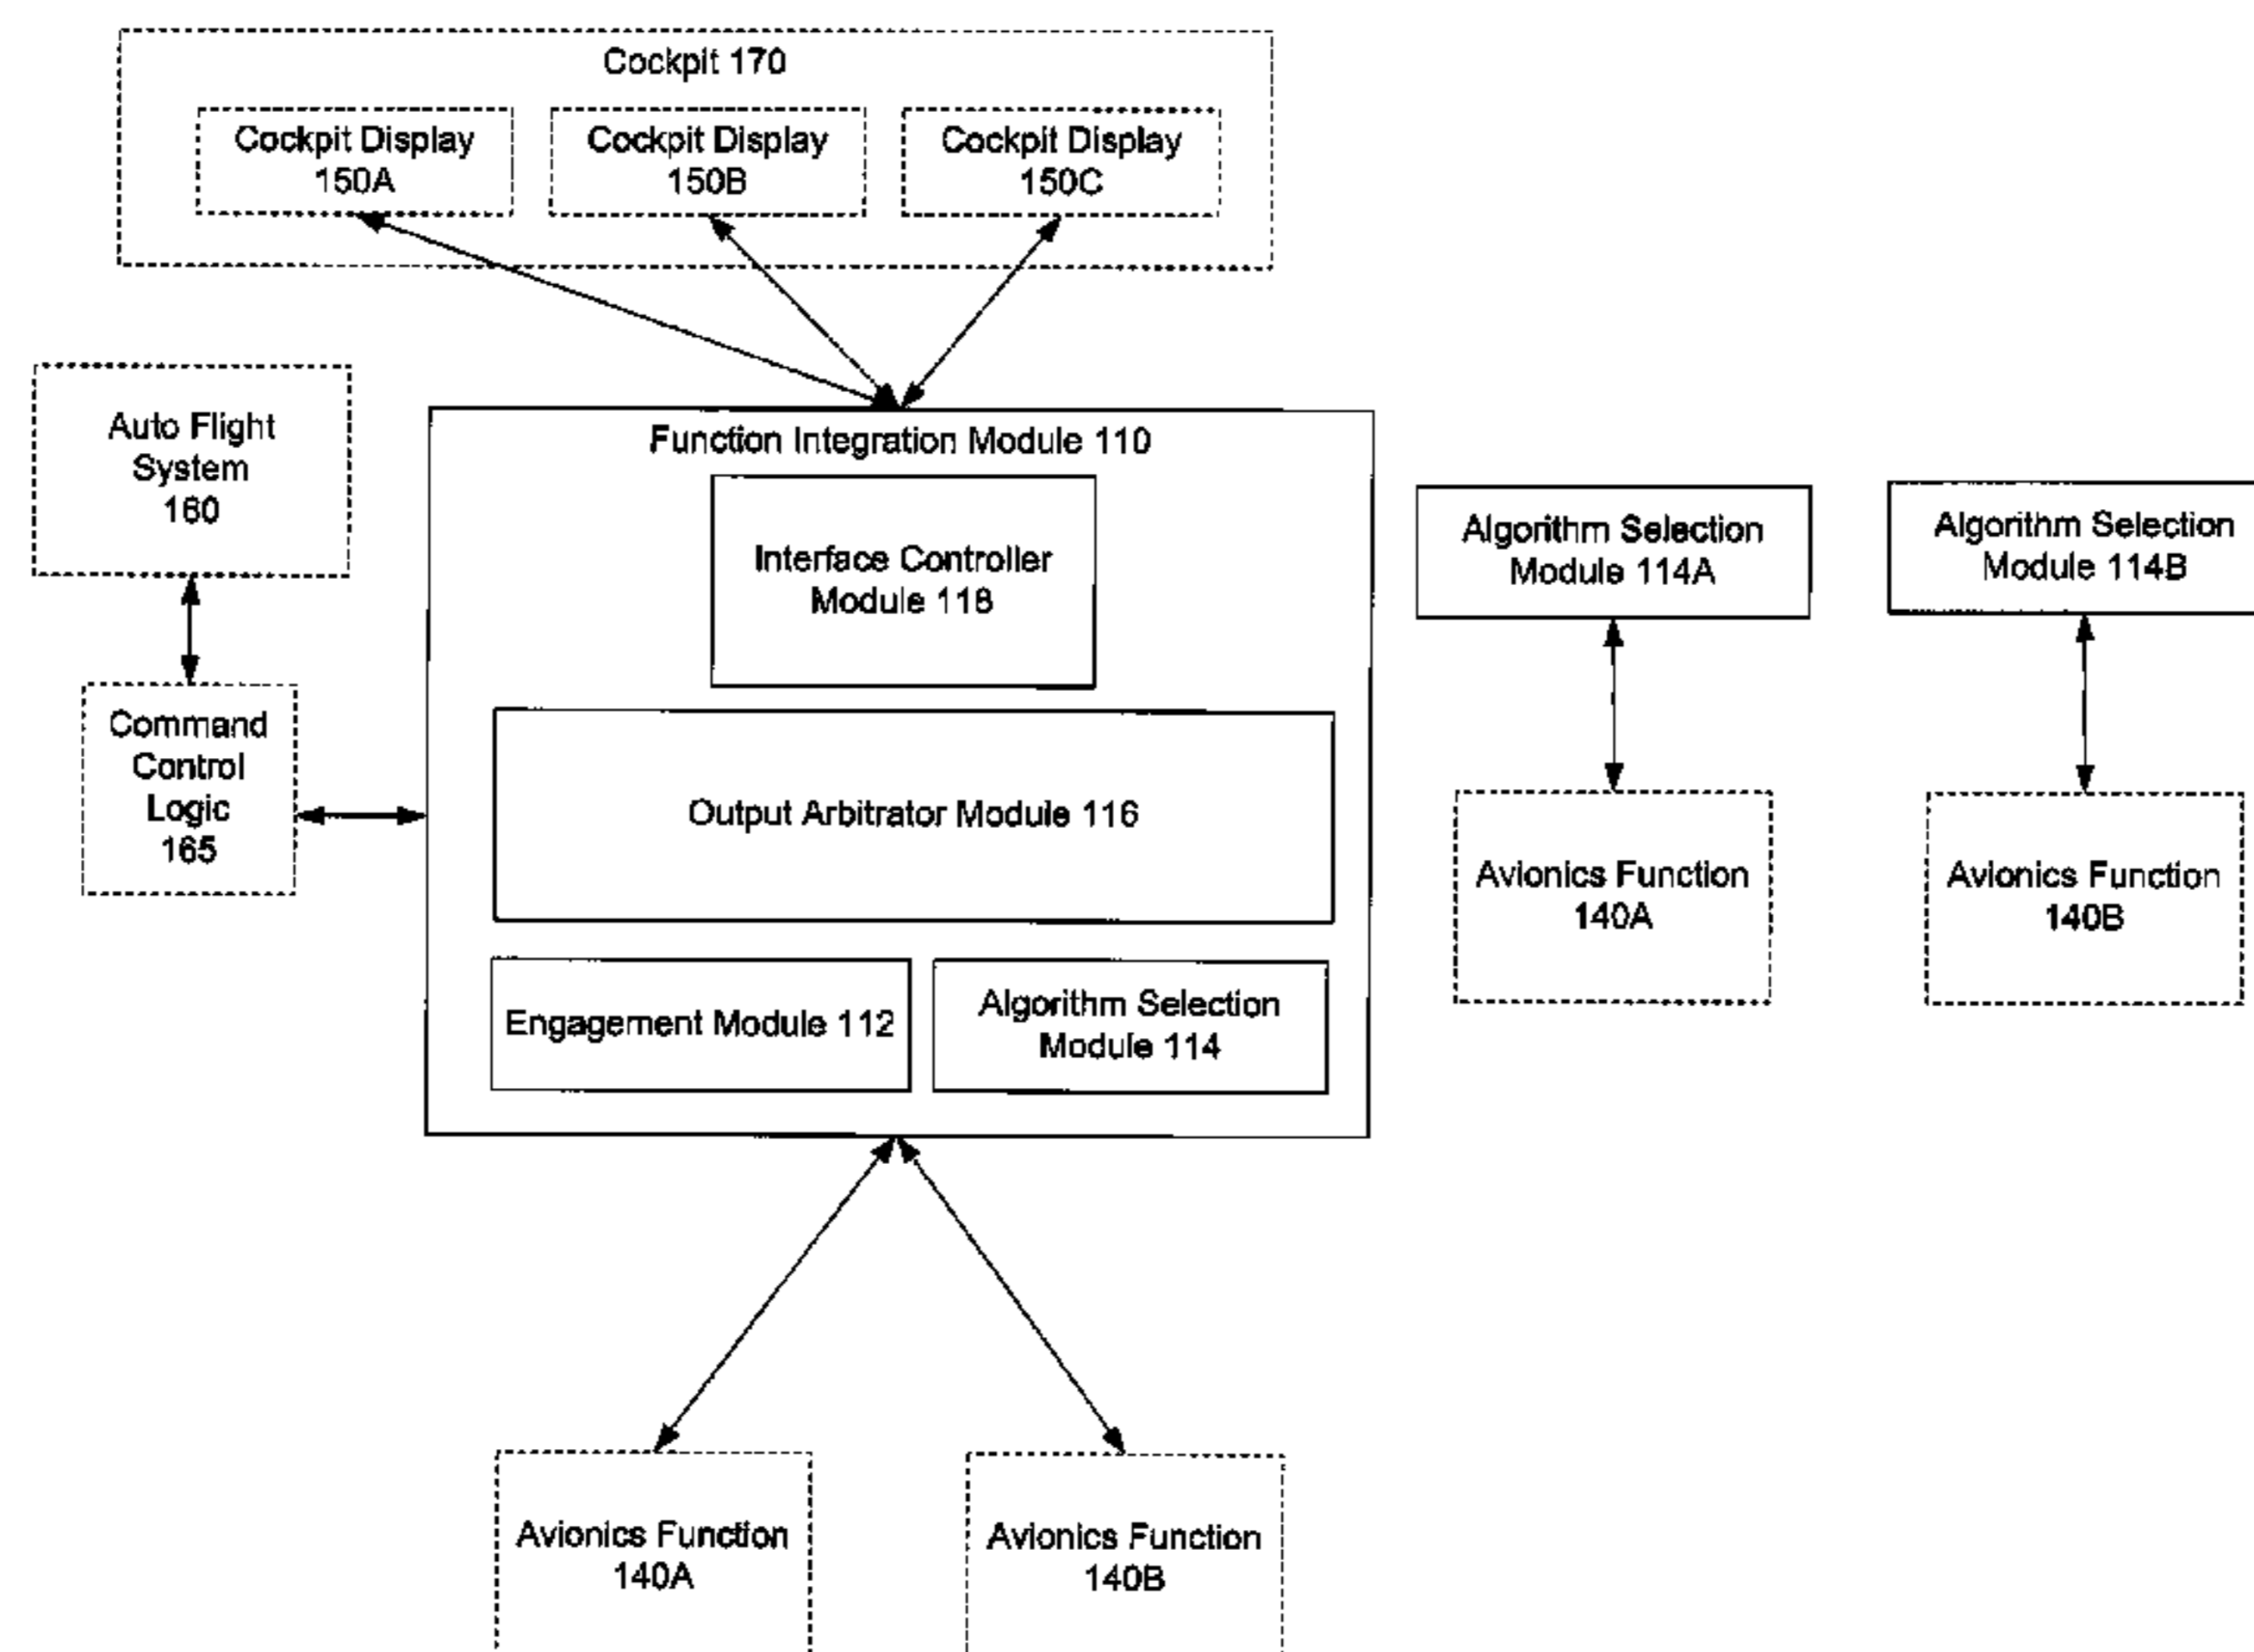 Cockpit 170
Cockpit Display
150A
Cockpit Display
150B
Cockpit Display
150C
Auto Flight
System
160
Command
Control
Logic
165
Function Integration Module 110
Interface Controller
Module 118
Output Arbitrator Module 116
Engagement Module 112
Algorithm Selection
Module 114
Algorithm Selection
Module 114A
Algorithm Selection
Module 114B
Avionics Function
140A
Avionics Function
140B
Avionics Function
140A
Avionics Function
140B